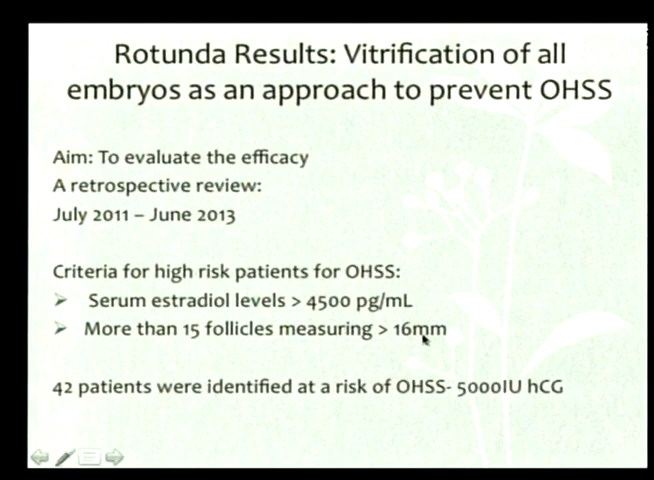 Rotunda Results: Vitrification of all
embryos as an approach to prevent OHSS
Aim: To evaluate the efficacy
A retrospective review:
July 2011 – June 2013
Criteria for high risk patients for OHSS:
➢ Serum estradiol levels > 4500 pg/mL
➢ More than 15 follicles measuring > 16mm
42 patients were identified at a risk of OHSS- 5000IU hCG